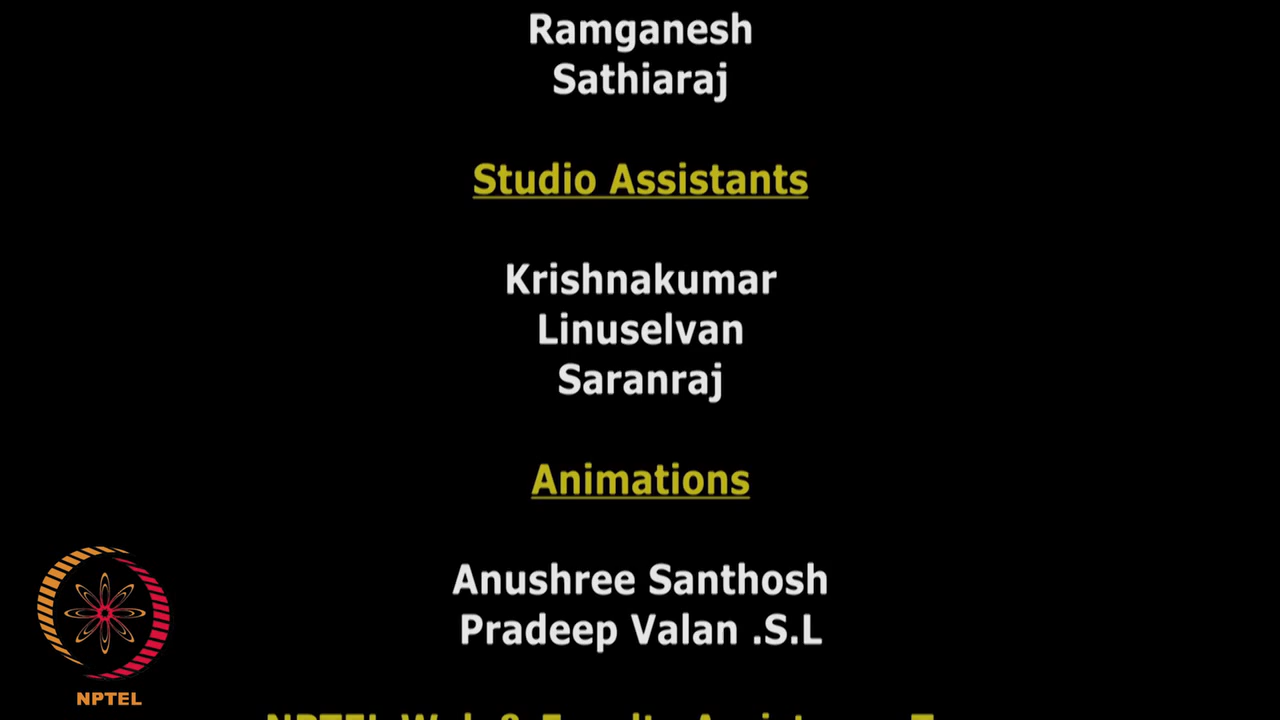 Ramganesh
Sathiaraj
Studio Assistants
Krishnakumar
Linuselvan
Saranraj
Animations
Anushree Santhosh
Pradeep Valan .S.L
NPTEL